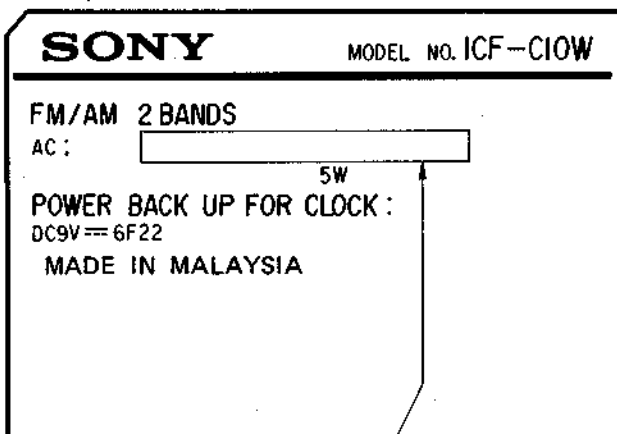 SONY MODEL NO. ICF-C10W
FM/AM 2 BANDS
AC:
5W
POWER BACK UP FOR CLOCK:
DC9V⎓6F22
MADE IN MALAYSIA